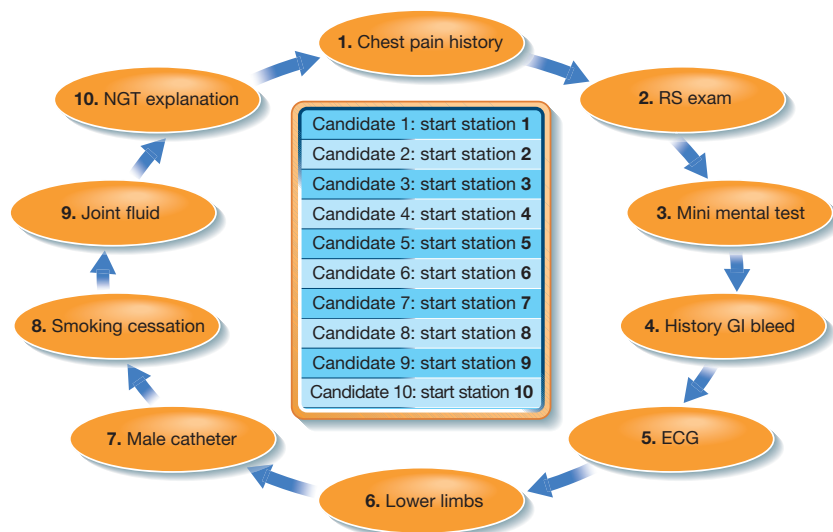 1. Chest pain history
2. RS exam
3. Mini mental test
4. History GI bleed
5. ECG
6. Lower limbs
7. Male catheter
8. Smoking cessation
9. Joint fluid
10. NGT explanation
Candidate 1: start station 1
Candidate 2: start station 2
Candidate 3: start station 3
Candidate 4: start station 4
Candidate 5: start station 5
Candidate 6: start station 6
Candidate 7: start station 7
Candidate 8: start station 8
Candidate 9: start station 9
Candidate 10: start station 10